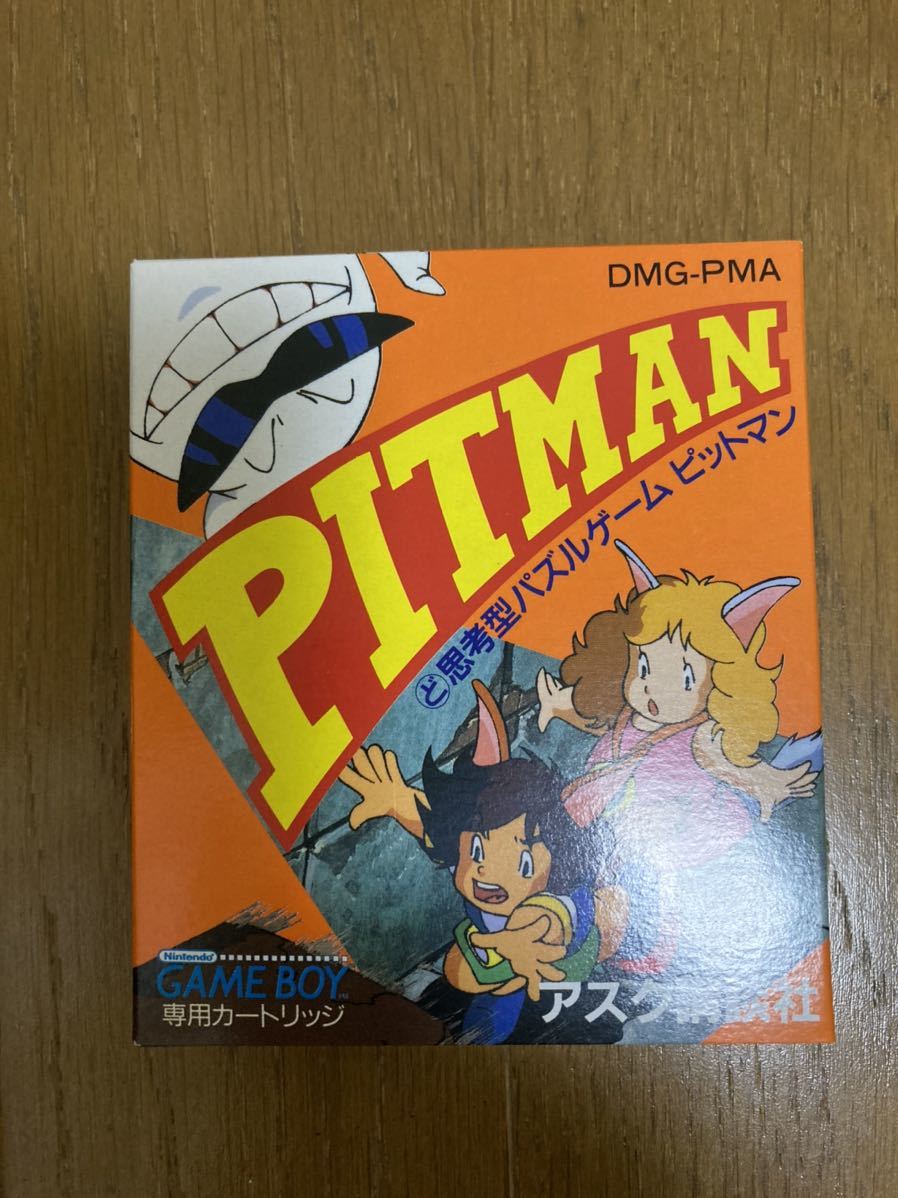 DMG-PMA
PITMAN
ど思考型パズルゲーム ピットマン
Nintendo
GAME BOY
専用カートリッジ
アスク講談社